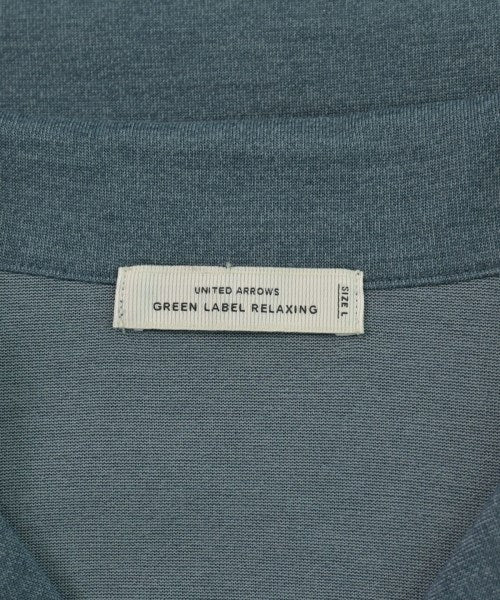 UNITED ARROWS
GREEN LABEL RELAXING
SIZE L